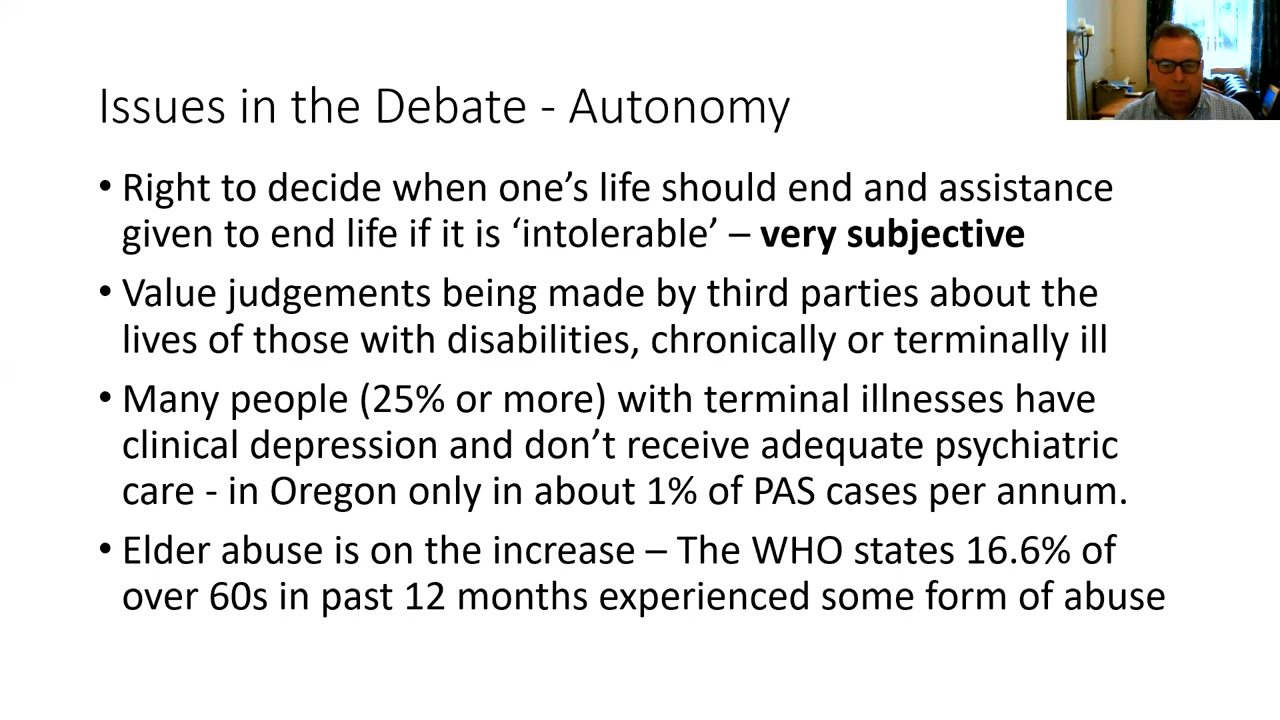 Issues in the Debate - Autonomy
• Right to decide when one’s life should end and assistance
given to end life if it is ‘intolerable’ – very subjective
• Value judgements being made by third parties about the
lives of those with disabilities, chronically or terminally ill
• Many people (25% or more) with terminal illnesses have
clinical depression and don’t receive adequate psychiatric
care - in Oregon only in about 1% of PAS cases per annum.
• Elder abuse is on the increase – The WHO states 16.6% of
over 60s in past 12 months experienced some form of abuse